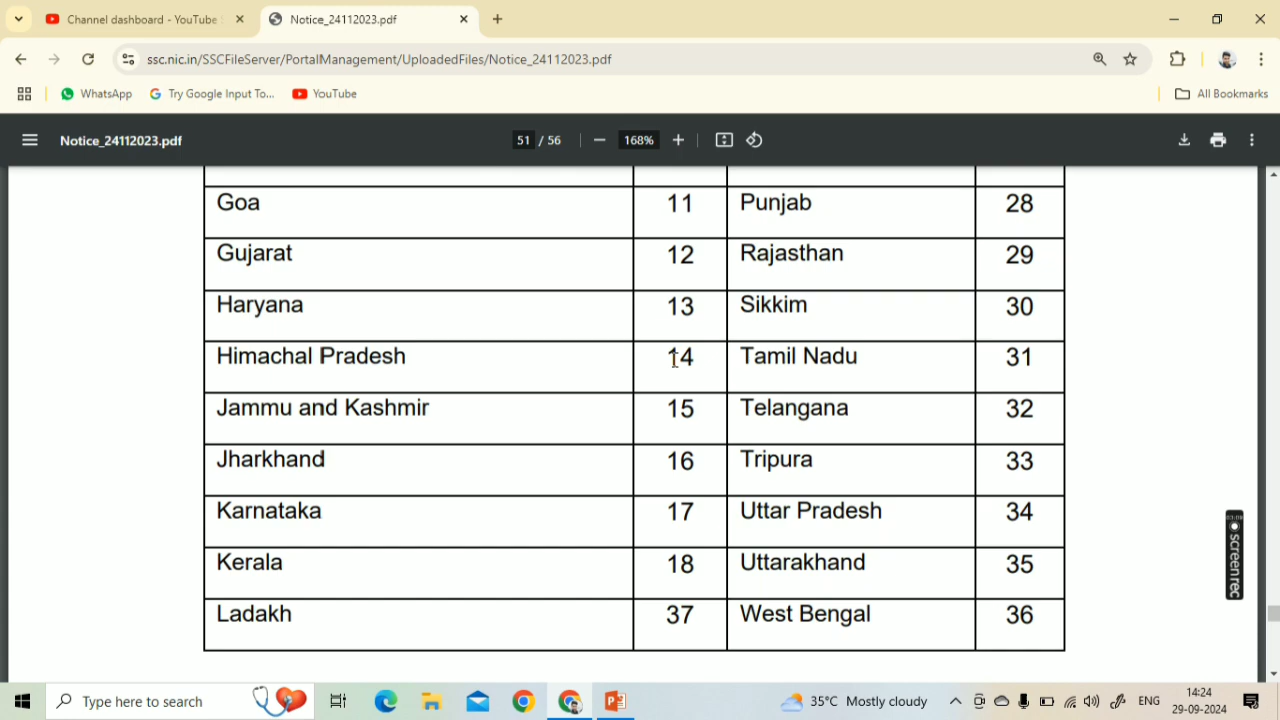 Channel dashboard - YouTube
Notice_24112023.pdf
ssc.nic.in/SSCFileServer/PortalManagement/UploadedFiles/Notice_24112023.pdf
WhatsApp
Try Google Input To...
YouTube
All Bookmarks
Notice_24112023.pdf
51 / 56
168%
Goa 11 Punjab 28
Gujarat 12 Rajasthan 29
Haryana 13 Sikkim 30
Himachal Pradesh 14 Tamil Nadu 31
Jammu and Kashmir 15 Telangana 32
Jharkhand 16 Tripura 33
Karnataka 17 Uttar Pradesh 34
Kerala 18 Uttarakhand 35
Ladakh 37 West Bengal 36
screenrec
Type here to search
35°C Mostly cloudy
ENG
14:24
29-09-2024